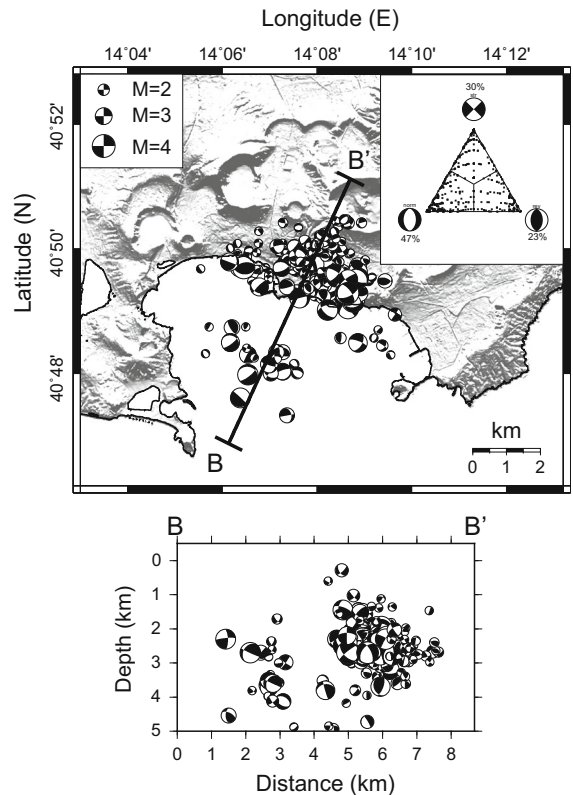 Longitude (E)
14˚04' 14˚06' 14˚08' 14˚10' 14˚12'
Latitude (N)
40˚52'
40˚50'
40˚48'
M=2
M=3
M=4
30%
str
norm
47%
rev
23%
B'
B
km
0 1 2
B B'
Depth (km)
0
1
2
3
4
5
0 1 2 3 4 5 6 7 8
Distance (km)